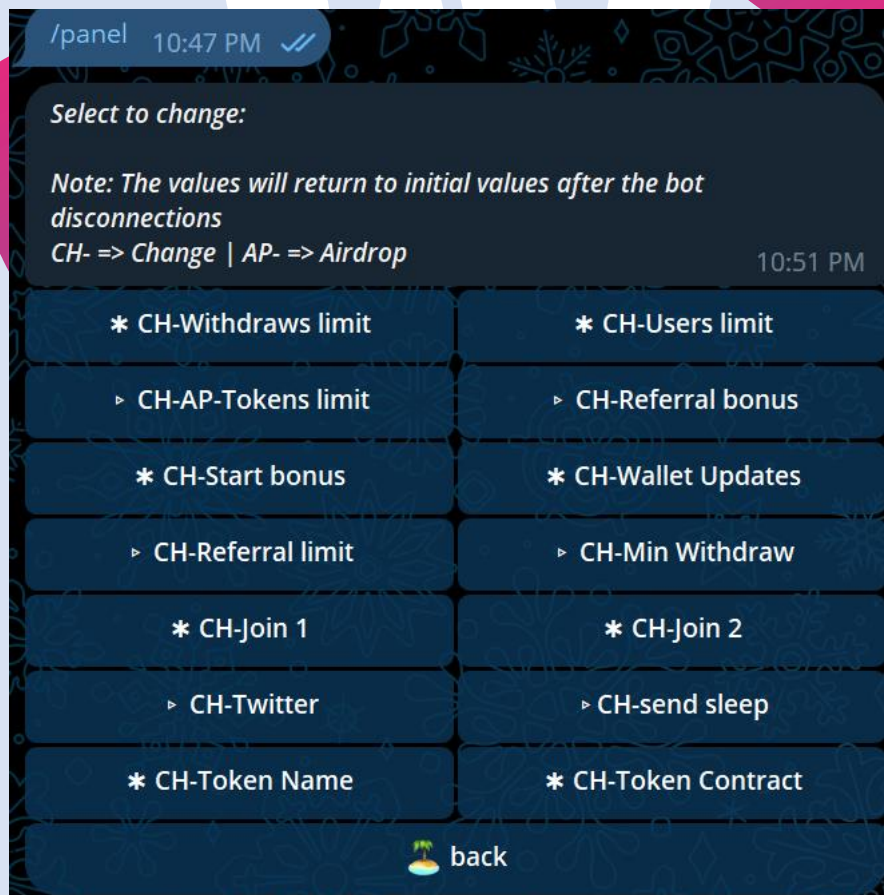 /panel 10:47 PM
Select to change:
Note: The values will return to initial values after the bot
disconnections
CH- => Change | AP- => Airdrop
10:51 PM
* CH-Withdraws limit
* CH-Users limit
▹ CH-AP-Tokens limit
▹ CH-Referral bonus
* CH-Start bonus
* CH-Wallet Updates
▹ CH-Referral limit
▹ CH-Min Withdraw
* CH-Join 1
* CH-Join 2
▹ CH-Twitter
▹ CH-send sleep
* CH-Token Name
* CH-Token Contract
🏝 back